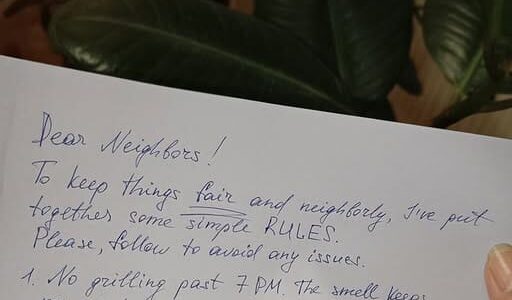 Dear Neighbors!
To keep things fair and neighborly, I've put
together some simple RULES.
Please, follow to avoid any issues.
1. No grilling past 7 PM. The smell keeps